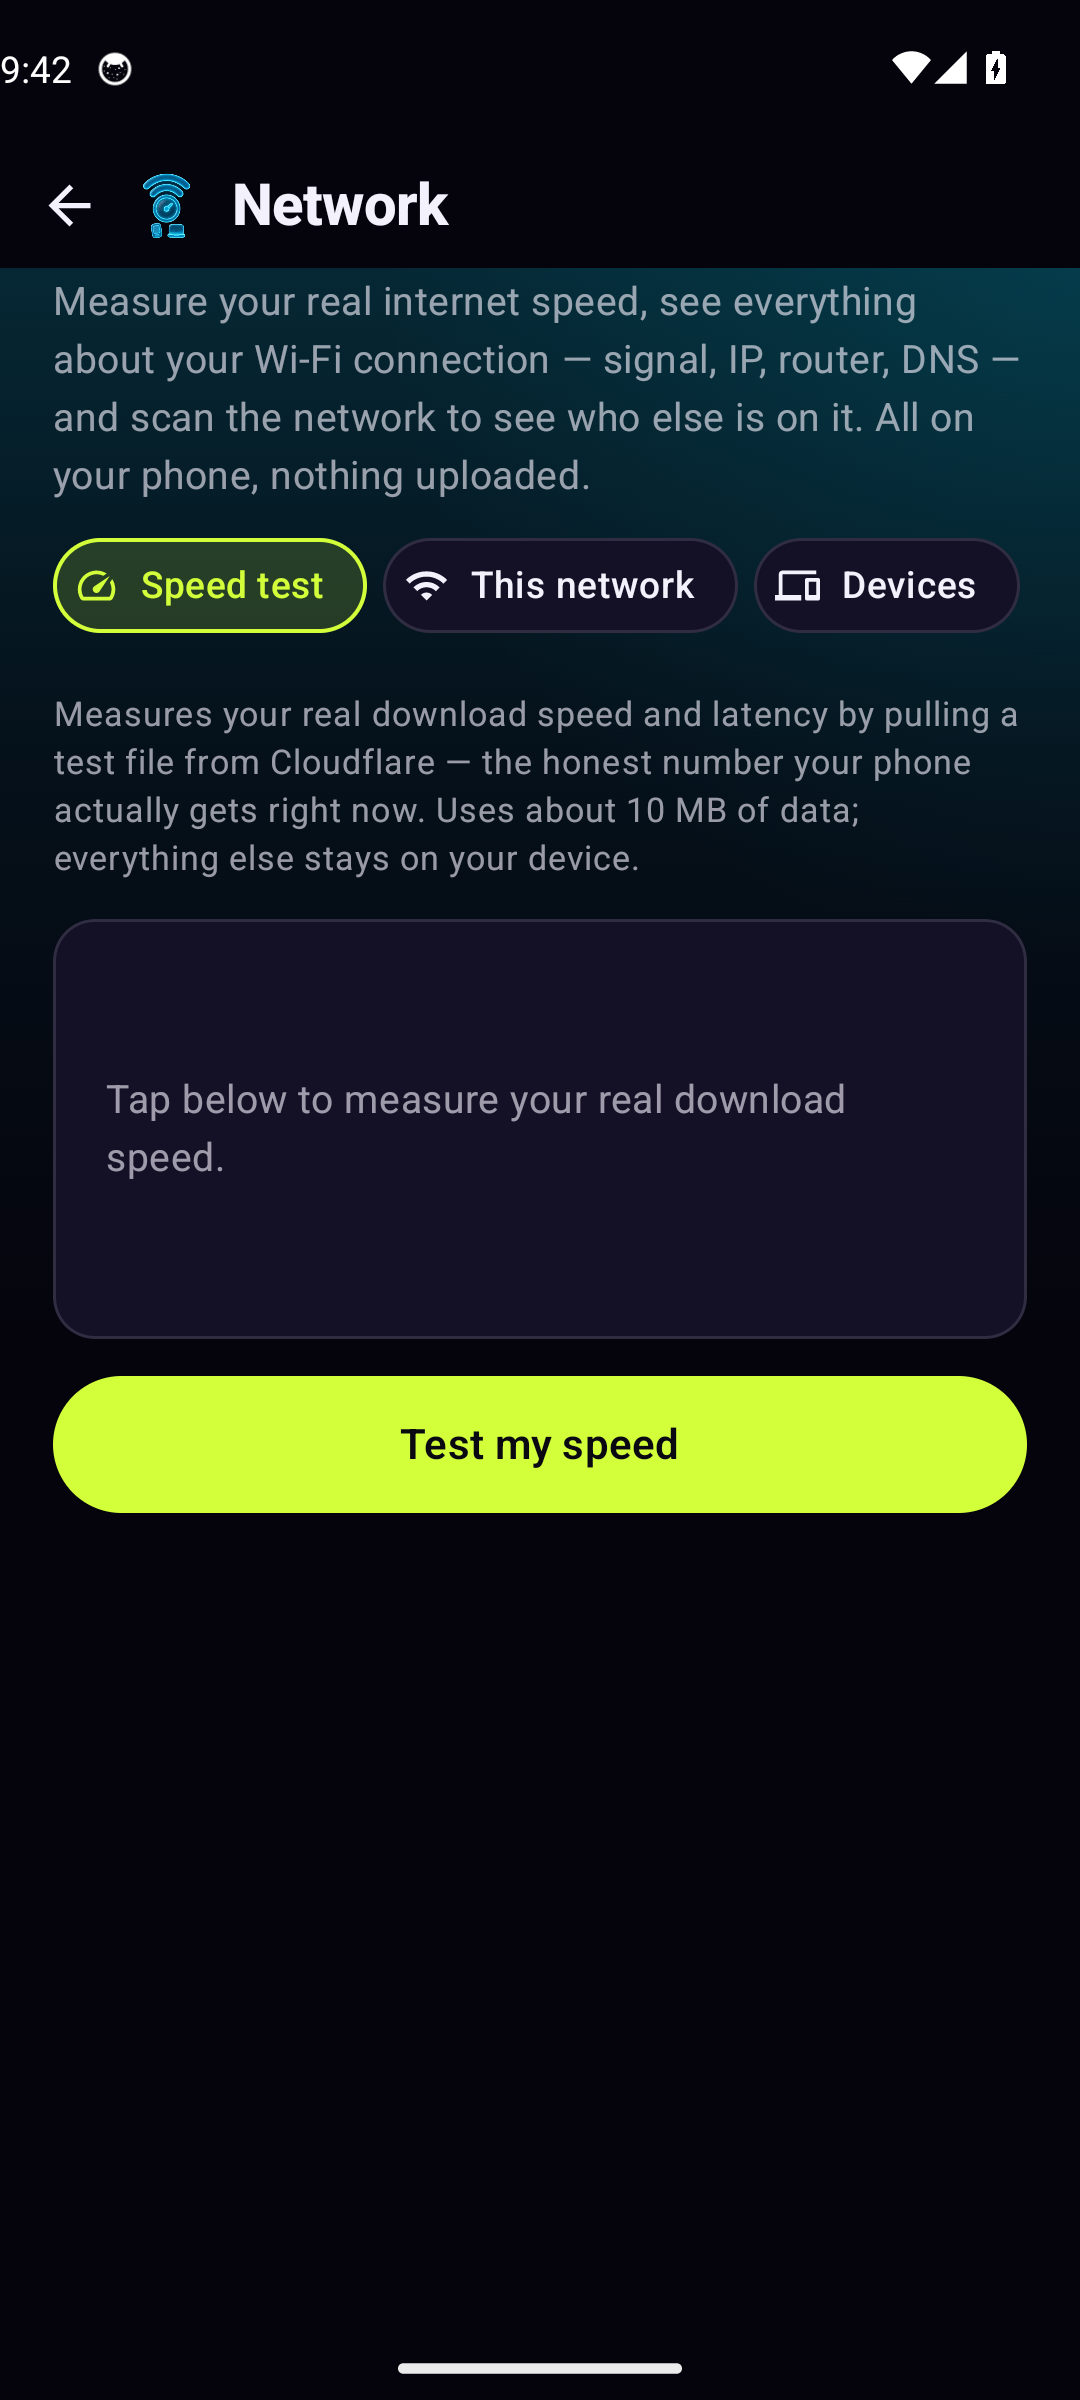 9:42
Network
Measure your real internet speed, see everything
about your Wi-Fi connection — signal, IP, router, DNS —
and scan the network to see who else is on it. All on
your phone, nothing uploaded.
Speed test
This network
Devices
Measures your real download speed and latency by pulling a
test file from Cloudflare — the honest number your phone
actually gets right now. Uses about 10 MB of data;
everything else stays on your device.
Tap below to measure your real download
speed.
Test my speed